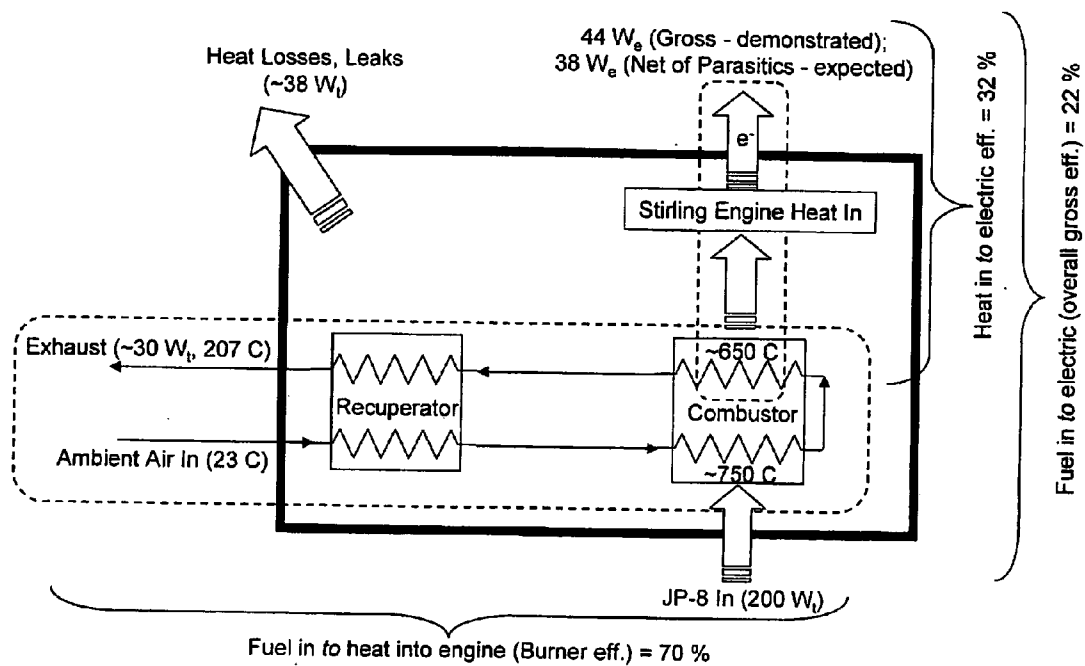 Heat Losses, Leaks
(~38 Wt)
44 We (Gross - demonstrated);
38 We (Net of Parasitics - expected)
e-
Stirling Engine Heat In
Heat in to electric eff. = 32 %
Fuel in to electric (overall gross eff.) = 22 %
Exhaust (~30 Wt, 207 C)
Recuperator
Ambient Air In (23 C)
~650 C
Combustor
~750 C
JP-8 In (200 Wt)
Fuel in to heat into engine (Burner eff.) = 70 %